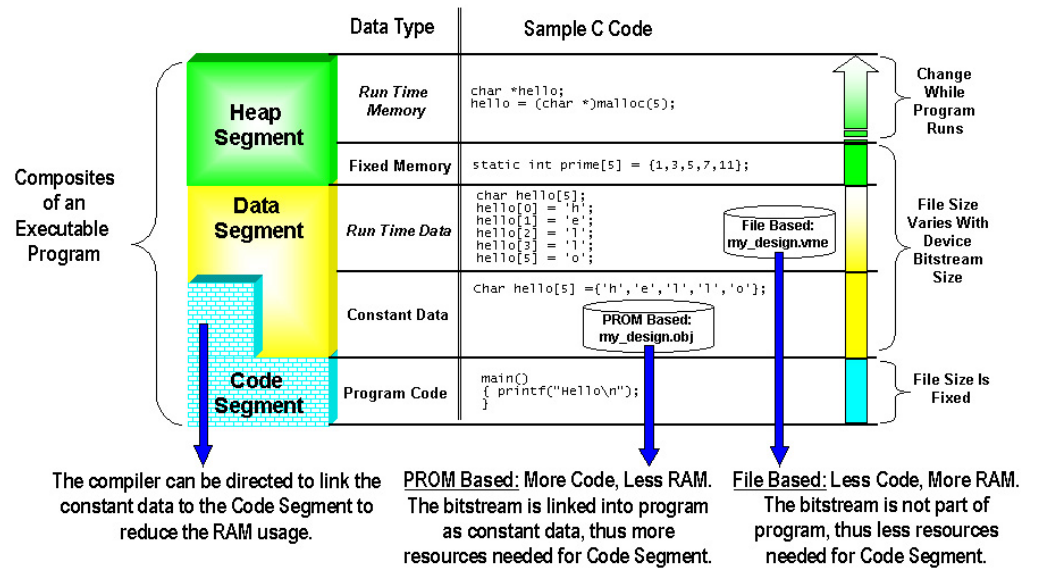 Data Type
Sample C Code
Composites
of an
Executable
Program
Heap
Segment
Run Time
Memory
char *hello;
hello = (char *)malloc(5);
Change
While
Program
Runs
Fixed Memory
static int prime[5] = {1,3,5,7,11};
Data
Segment
Run Time Data
char hello[5];
hello[0] = 'h';
hello[1] = 'e';
hello[2] = 'l';
hello[3] = 'l';
hello[5] = 'o';
File Based:
my_design.vme
File Size
Varies With
Device
Bitstream
Size
Constant Data
Char hello[5] ={'h','e','l','l','o'};
PROM Based:
my_design.obj
Code
Segment
Program Code
main()
{ printf("Hello\n");
}
File Size Is
Fixed
The compiler can be directed to link the
constant data to the Code Segment to
reduce the RAM usage.
PROM Based: More Code, Less RAM.
The bitstream is linked into program
as constant data, thus more
resources needed for Code Segment.
File Based: Less Code, More RAM.
The bitstream is not part of
program, thus less resources
needed for Code Segment.